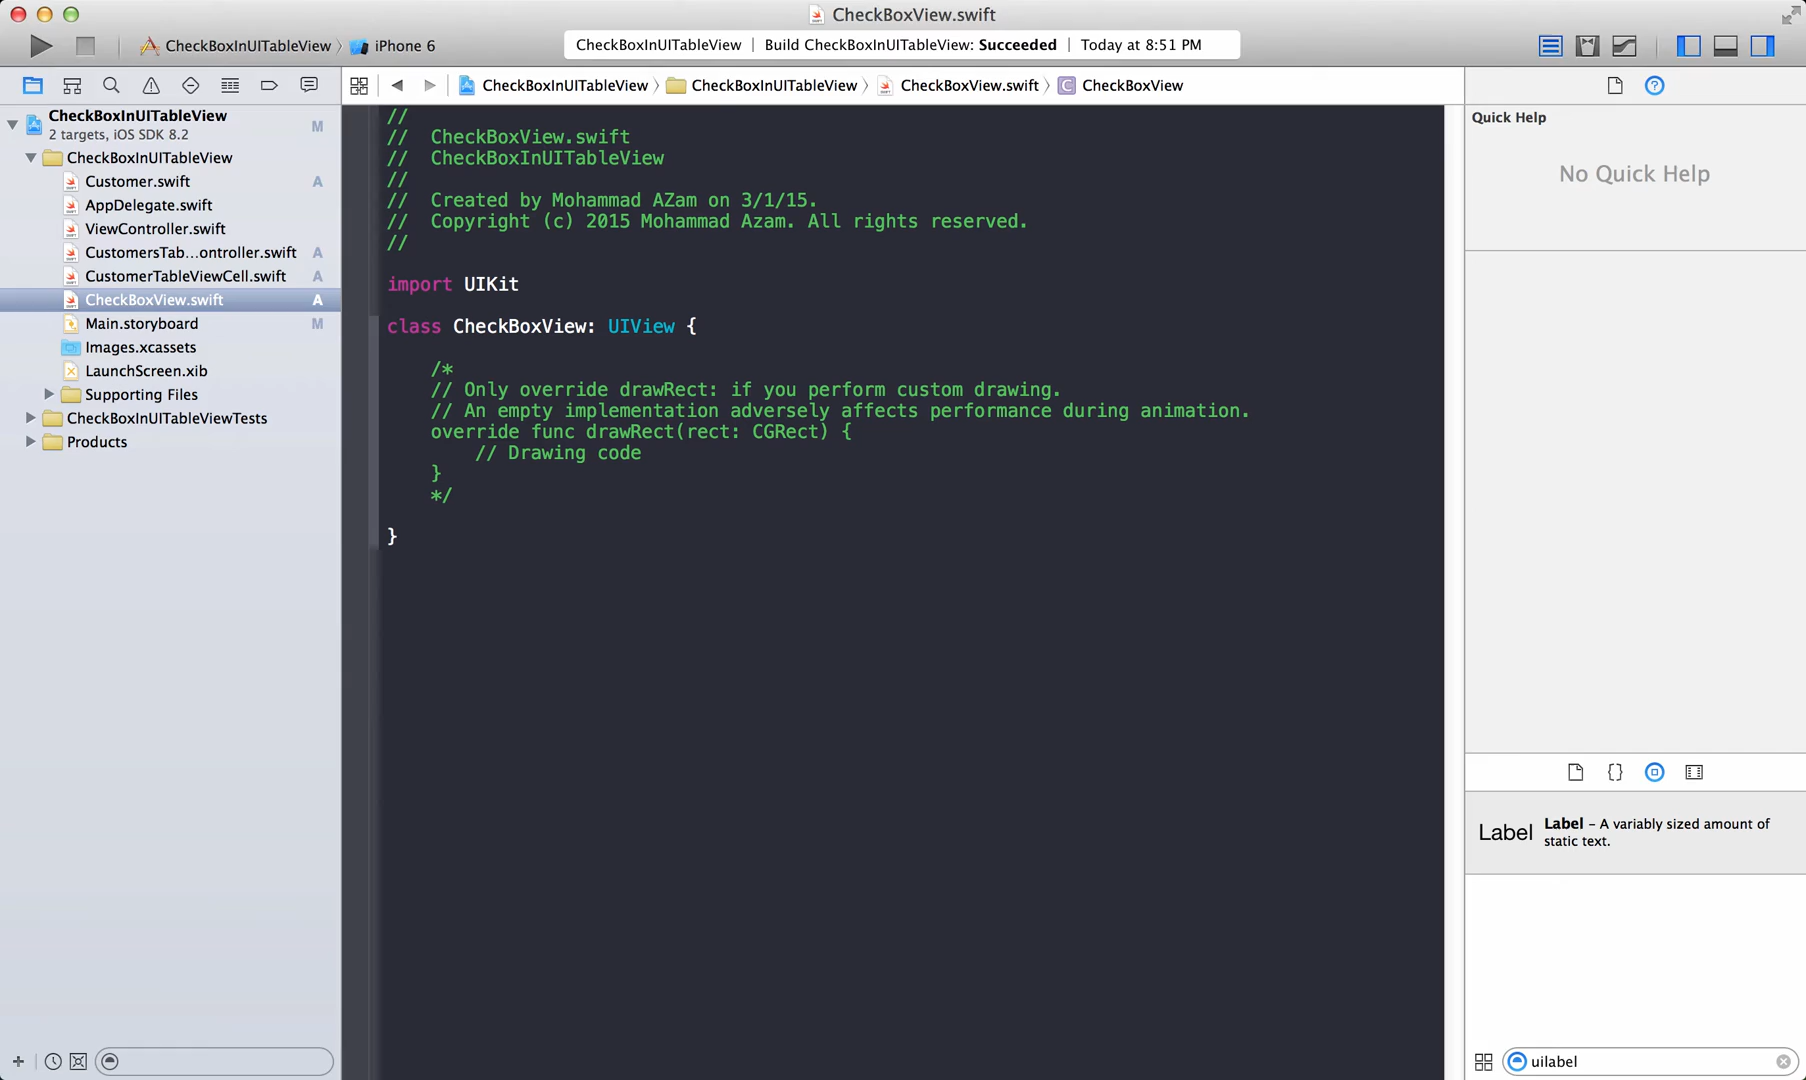 CheckBoxView.swift
CheckBoxInUITableView iPhone 6
CheckBoxInUITableView | Build CheckBoxInUITableView: Succeeded | Today at 8:51 PM
CheckBoxInUITableView CheckBoxInUITableView CheckBoxView.swift C CheckBoxView
CheckBoxInUITableView M
2 targets, iOS SDK 8.2
CheckBoxInUITableView
Customer.swift A
AppDelegate.swift
ViewController.swift
CustomersTab...ontroller.swift A
CustomerTableViewCell.swift A
CheckBoxView.swift A
Main.storyboard M
Images.xcassets
LaunchScreen.xib
Supporting Files
CheckBoxInUITableViewTests
Products
//
// CheckBoxView.swift
// CheckBoxInUITableView
//
// Created by Mohammad AZam on 3/1/15.
// Copyright (c) 2015 Mohammad Azam. All rights reserved.
//
import UIKit
class CheckBoxView: UIView {
/*
// Only override drawRect: if you perform custom drawing.
// An empty implementation adversely affects performance during animation.
override func drawRect(rect: CGRect) {
// Drawing code
}
*/
}
Quick Help
No Quick Help
Label
Label - A variably sized amount of
static text.
uilabel